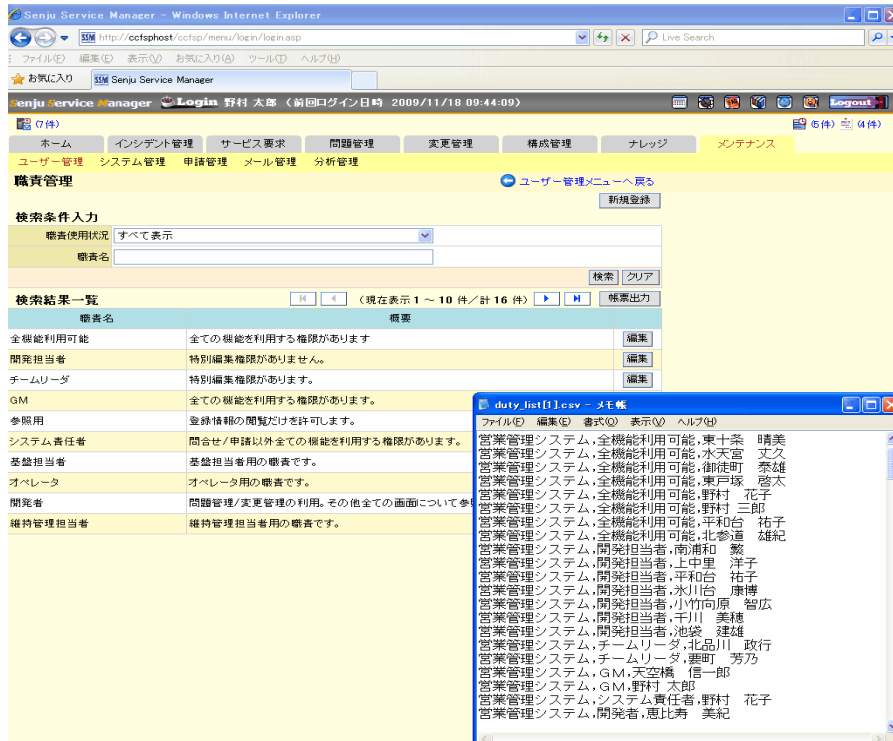 Senju Service Manager - Windows Internet Explorer
http://ccfsphost/ccfsp/menu/login/login.asp
Live Search
ファイル(F) 編集(E) 表示(V) お気に入り(A) ツール(T) ヘルプ(H)
お気に入り SSM Senju Service Manager
Senju Service Manager Login 野村 太郎 (前回ログイン日時 2009/11/18 09:44:09) Logout
(7件) (5件) (4件)
ホーム インシデント管理 サービス要求 問題管理 変更管理 構成管理 ナレッジ メンテナンス
ユーザー管理 システム管理 申請管理 メール管理 分析管理
職責管理 ユーザー管理メニューへ戻る
新規登録
検索条件入力
職責使用状況 すべて表示
職責名
検索 クリア
検索結果一覧 (現在表示 1 ~ 10 件/計 16 件) 帳票出力
職責名 概要
全機能利用可能 全ての機能を利用する権限があります 編集
開発担当者 特別編集権限がありません。 編集
チームリーダ 特別編集権限があります。 編集
GM 全ての機能を利用する権限があります。
参照用 登録情報の閲覧だけを許可します。
システム責任者 問合せ/申請以外全ての機能を利用する権限があります。
基盤担当者 基盤担当者用の職責です。
オペレータ オペレータ用の職責です。
開発者 問題管理/変更管理の利用。その他全ての画面について参
維持管理担当者 維持管理担当者用の職責です。
duty_list[1].csv - メモ帳
ファイル(F) 編集(E) 書式(O) 表示(V) ヘルプ(H)
営業管理システム,全機能利用可能,東十条 晴美
営業管理システム,全機能利用可能,水天宮 丈久
営業管理システム,全機能利用可能,御徒町 泰雄
営業管理システム,全機能利用可能,東戸塚 啓太
営業管理システム,全機能利用可能,野村 花子
営業管理システム,全機能利用可能,野村 三郎
営業管理システム,全機能利用可能,平和台 祐子
営業管理システム,全機能利用可能,北参道 雄紀
営業管理システム,開発担当者,南浦和 繁
営業管理システム,開発担当者,上中里 洋子
営業管理システム,開発担当者,平和台 祐子
営業管理システム,開発担当者,氷川台 康博
営業管理システム,開発担当者,小竹向原 智広
営業管理システム,開発担当者,千川 美穂
営業管理システム,開発担当者,池袋 建雄
営業管理システム,チームリーダ,北品川 政行
営業管理システム,チームリーダ,要町 芳乃
営業管理システム,GM,天空橋 信一郎
営業管理システム,GM,野村 太郎
営業管理システム,システム責任者,野村 花子
営業管理システム,開発者,恵比寿 美紀